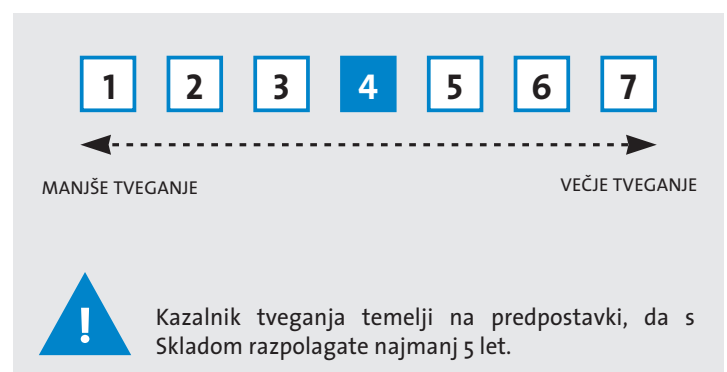 1 2 3 4 5 6 7
MANJŠE TVEGANJE VEČJE TVEGANJE
! Kazalnik tveganja temelji na predpostavki, da s
Skladom razpolagate najmanj 5 let.